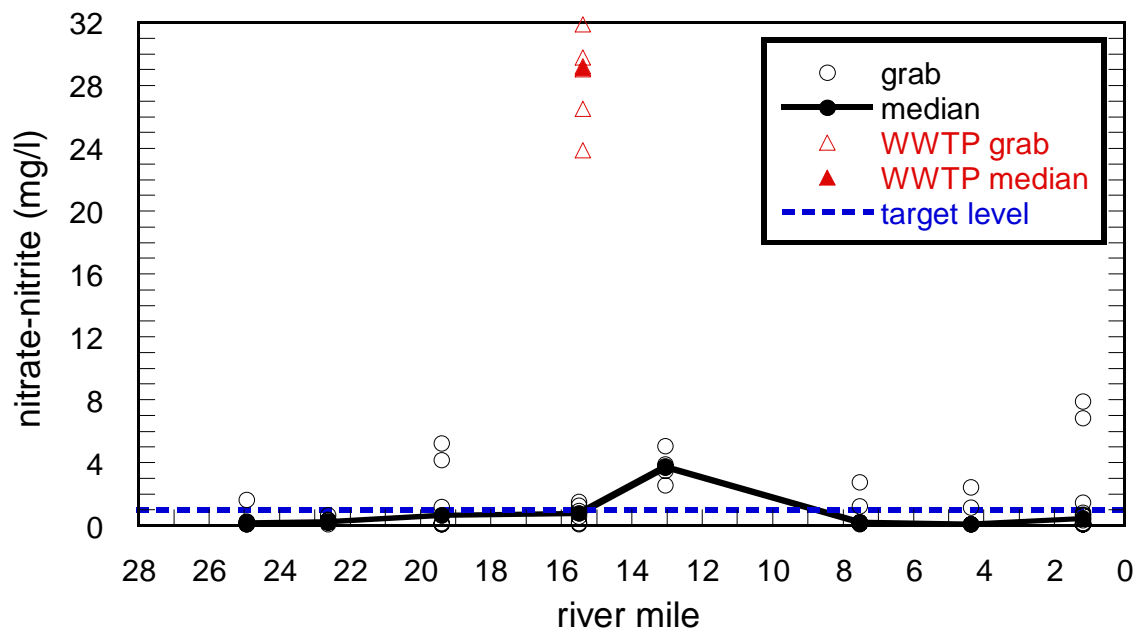 32
28
24
20
16
12
8
4
0
nitrate-nitrite (mg/l)
grab
median
WWTP grab
WWTP median
target level
28 26 24 22 20 18 16 14 12 10 8 6 4 2 0
river mile